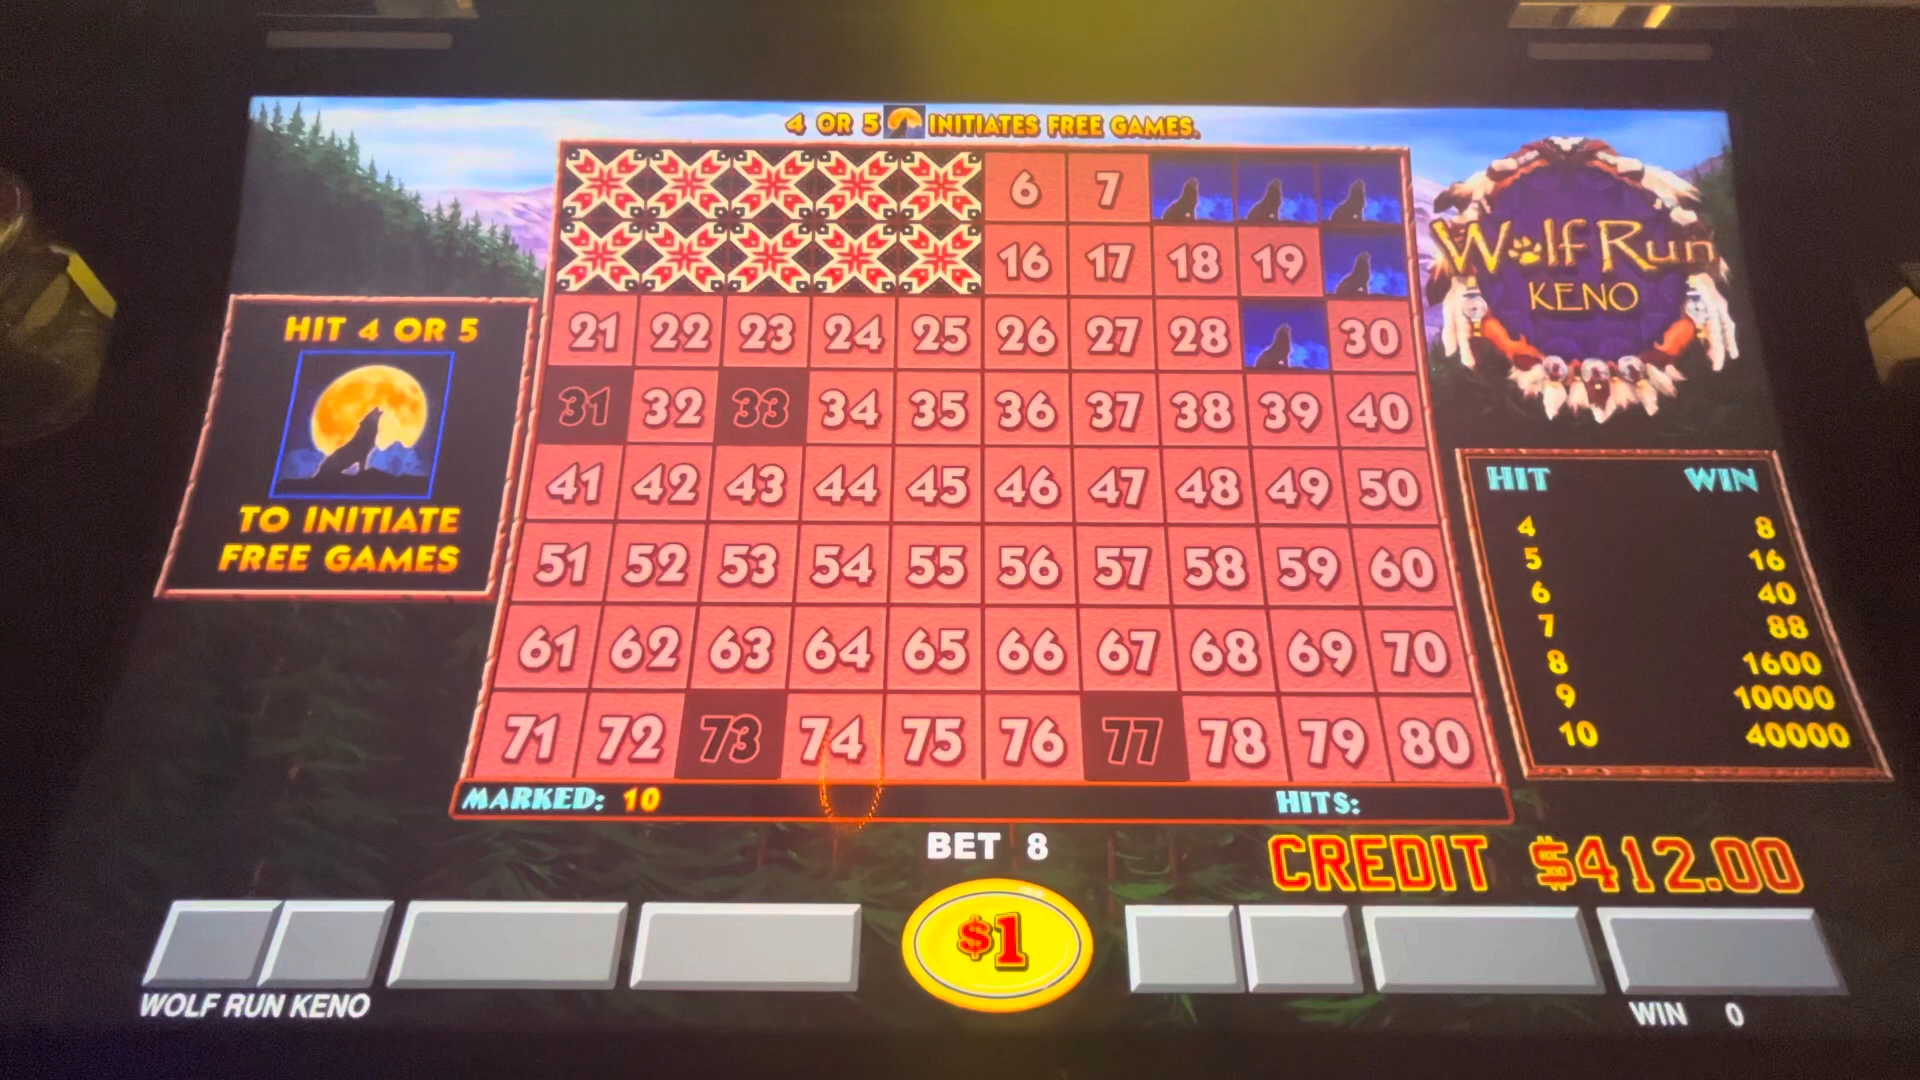 4 OR 5 INITIATES FREE GAMES.
6 7
16 17 18 19
21 22 23 24 25 26 27 28 30
31 32 33 34 35 36 37 38 39 40
41 42 43 44 45 46 47 48 49 50
51 52 53 54 55 56 57 58 59 60
61 62 63 64 65 66 67 68 69 70
71 72 73 74 75 76 77 78 79 80
MARKED: 10 HITS:
HIT 4 OR 5
TO INITIATE
FREE GAMES
Wolf Run
KENO
HIT WIN
4 8
5 16
6 40
7 88
8 1600
9 10000
10 40000
BET 8
CREDIT $412.00
$1
WOLF RUN KENO
WIN 0